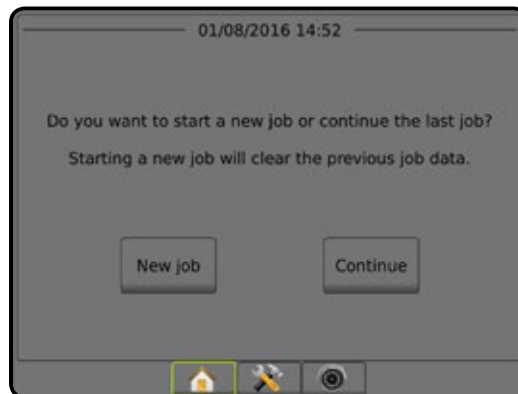 01/08/2016 14:52
Do you want to start a new job or continue the last job?
Starting a new job will clear the previous job data.
New job
Continue